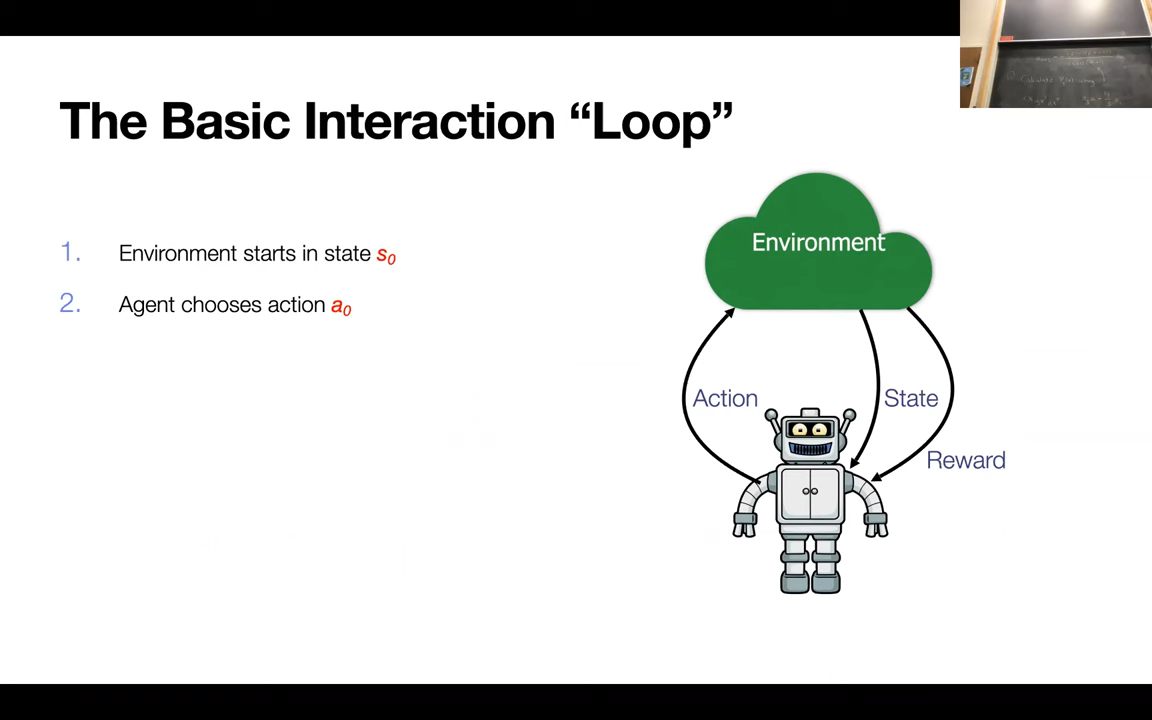 The Basic Interaction “Loop”
1. Environment starts in state s₀
2. Agent chooses action a₀
Environment
Action
State
Reward